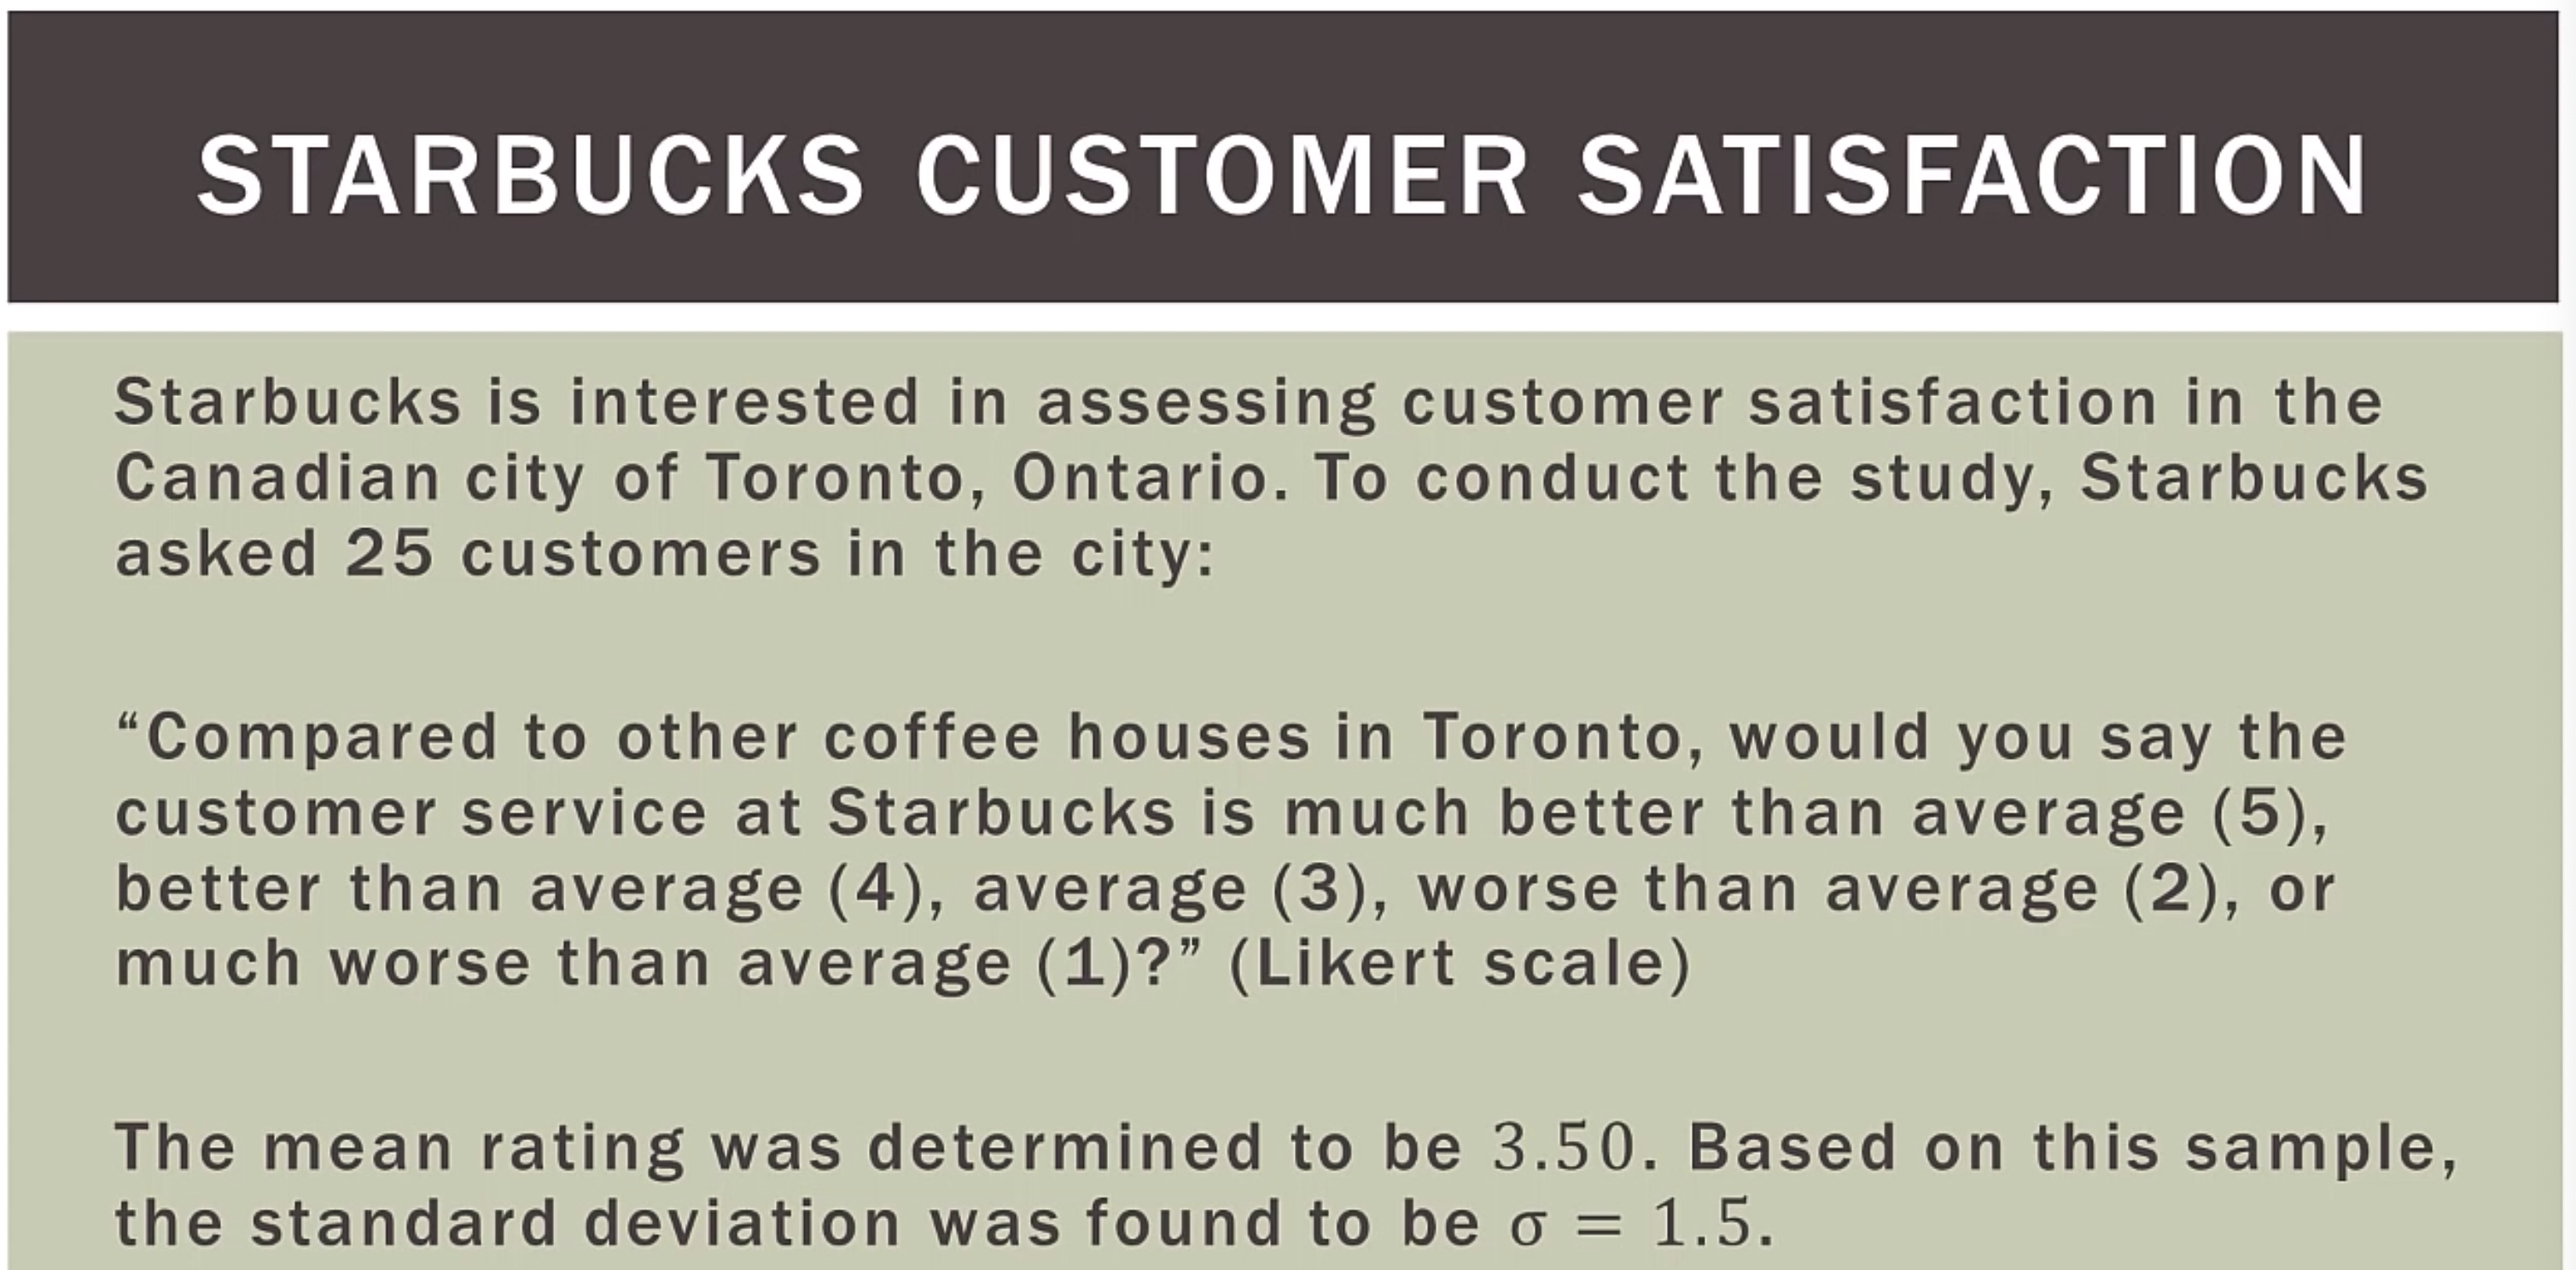 STARBUCKS CUSTOMER SATISFACTION
Starbucks is interested in assessing customer satisfaction in the
Canadian city of Toronto, Ontario. To conduct the study, Starbucks
asked 25 customers in the city:
“Compared to other coffee houses in Toronto, would you say the
customer service at Starbucks is much better than average (5),
better than average (4), average (3), worse than average (2), or
much worse than average (1)?” (Likert scale)
The mean rating was determined to be 3.50. Based on this sample,
the standard deviation was found to be σ = 1.5.